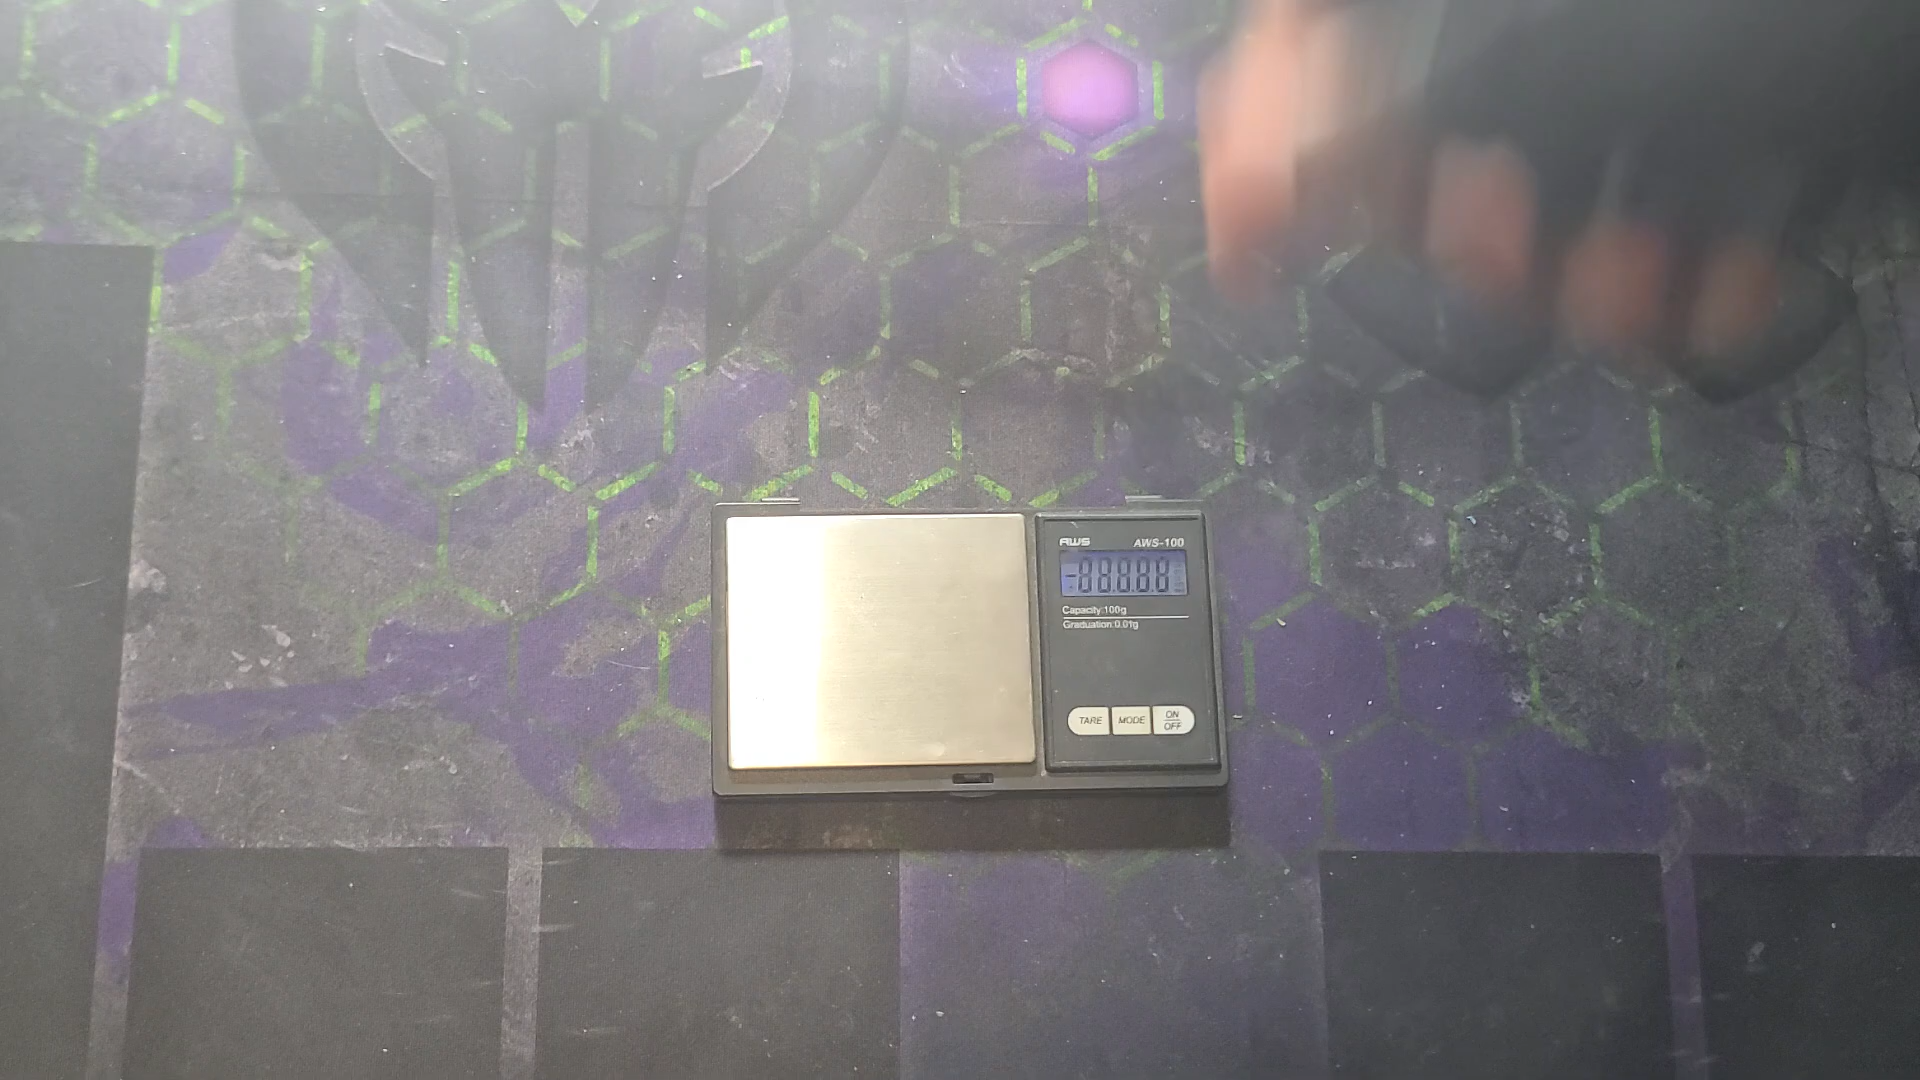 AWS AWS-100
-88888
Capacity:100g
Graduation:0.01g
TARE MODE ON/OFF